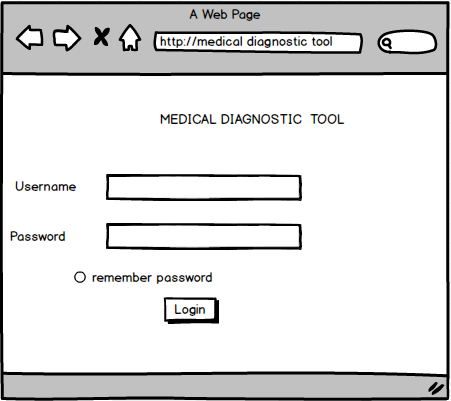 A Web Page
http://medical diagnostic tool
MEDICAL DIAGNOSTIC TOOL
Username
Password
remember password
Login